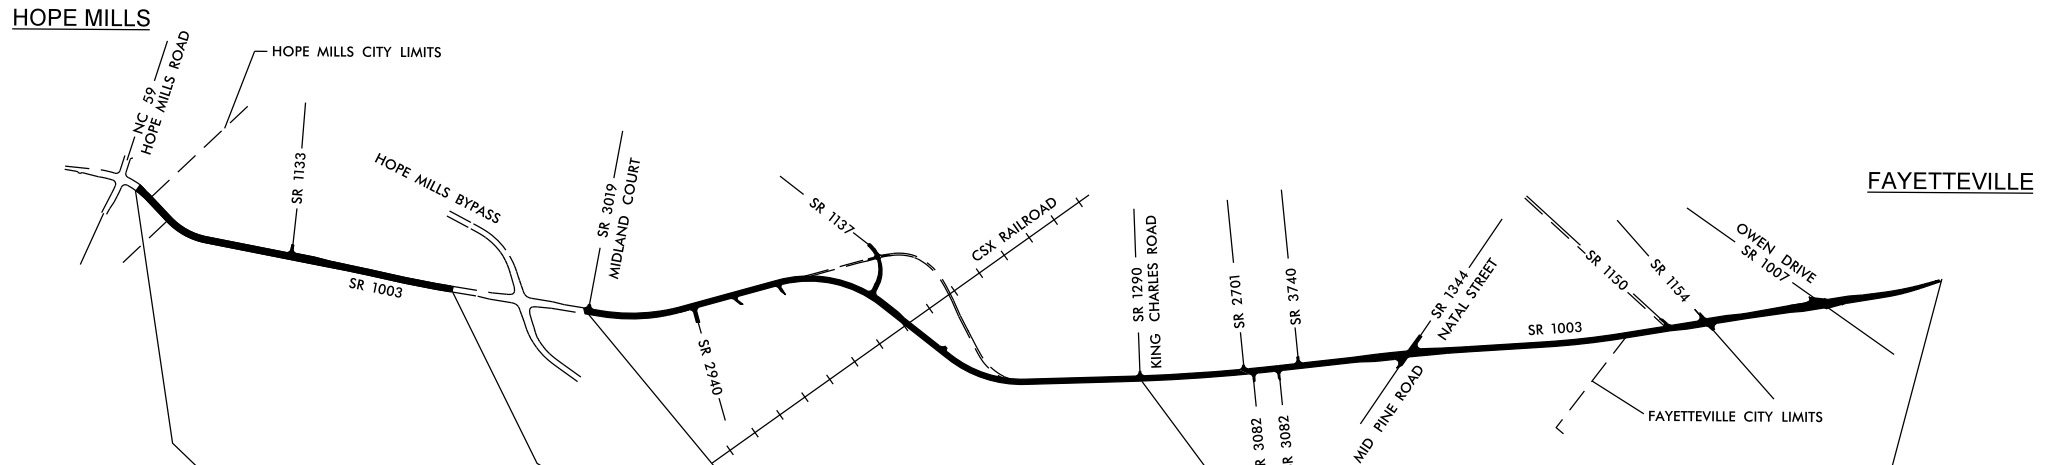 HOPE MILLS
NC 59
HOPE MILLS ROAD
HOPE MILLS CITY LIMITS
SR 1133
SR 1003
HOPE MILLS BYPASS
SR 3019
MIDLAND COURT
SR 2940
SR 1137
CSX RAILROAD
SR 1290
KING CHARLES ROAD
SR 2701
SR 3740
R 3082
R 3082
SR 1344
NATAL STREET
MID PINE ROAD
SR 1003
SR 1150
SR 1154
OWEN DRIVE
SR 1007
FAYETTEVILLE
FAYETTEVILLE CITY LIMITS